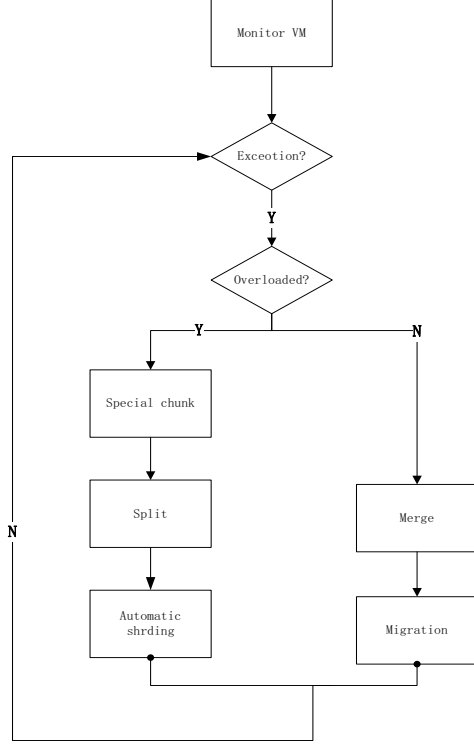 Monitor VM
Exceotion?
Y
Overloaded?
Y
N
Special chunk
Split
Merge
N
Automatic
shrding
Migration